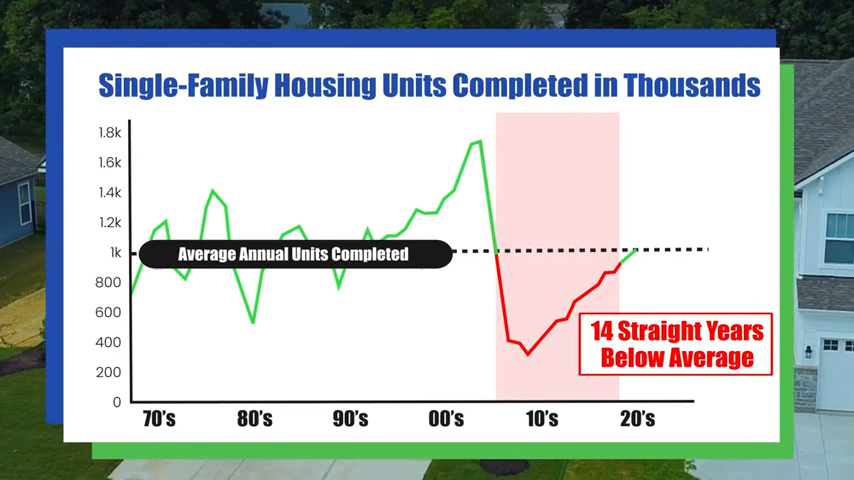 Single-Family Housing Units Completed in Thousands
1.8k
1.6k
1.4k
1.2k
1k
800
600
400
200
0
Average Annual Units Completed
14 Straight Years
Below Average
70's
80's
90's
00's
10's
20's